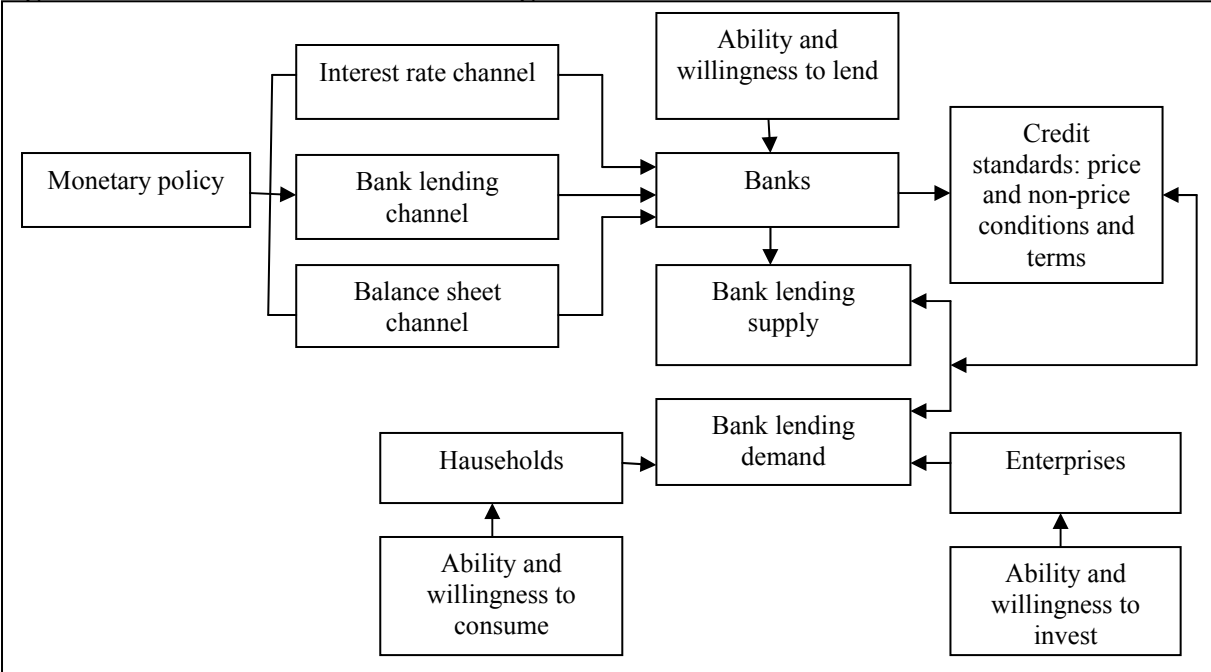 Ability and
willingness to lend
Interest rate channel
Credit
standards: price
and non-price
conditions and
terms
Monetary policy
Bank lending
channel
Banks
Balance sheet
channel
Bank lending
supply
Bank lending
demand
Hauseholds
Enterprises
Ability and
willingness to
consume
Ability and
willingness to
invest